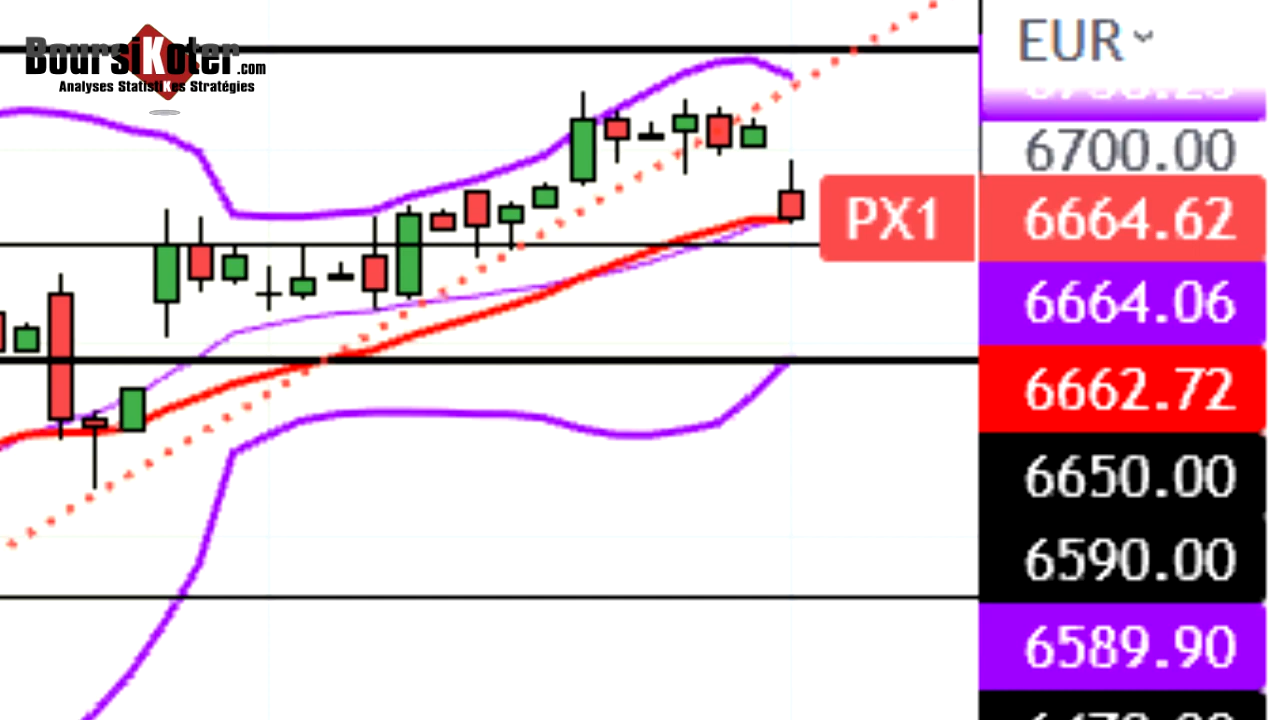 BoursiKoter.com
Analyses StatistiKes Stratégies
EUR
6700.00
PX1 6664.62
6664.06
6662.72
6650.00
6590.00
6589.90